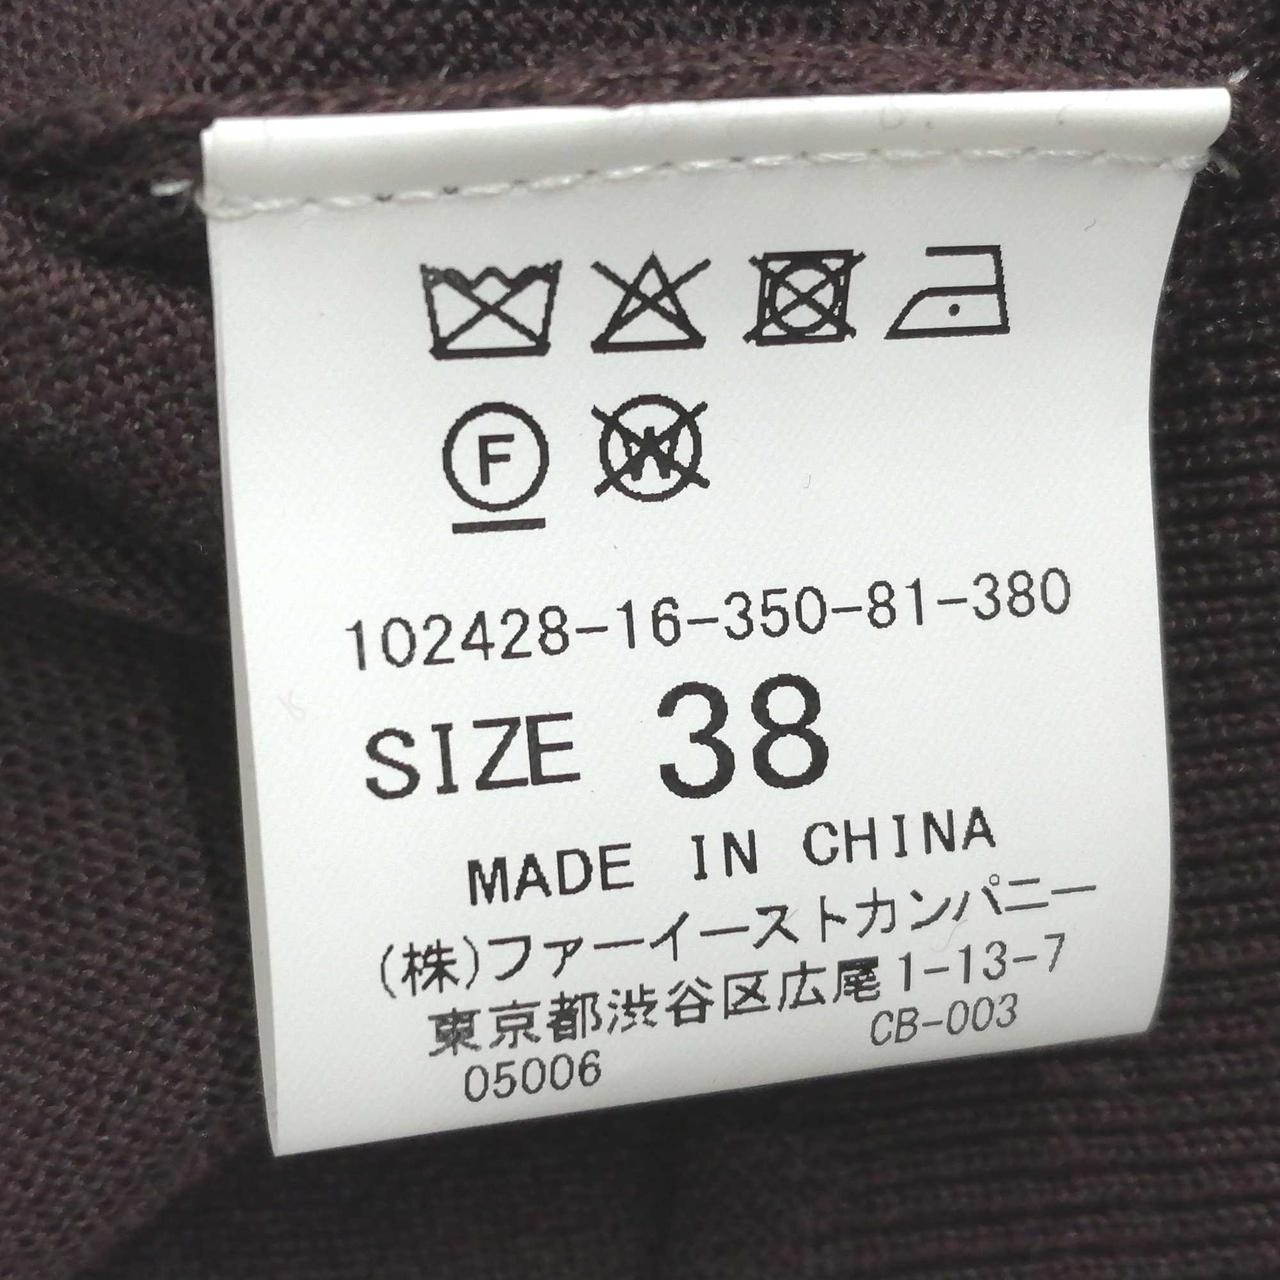 F
W
102428-16-350-81-380
SIZE 38
MADE IN CHINA
(株)ファーイーストカンパニー
東京都渋谷区広尾1-13-7
CB-003
05006